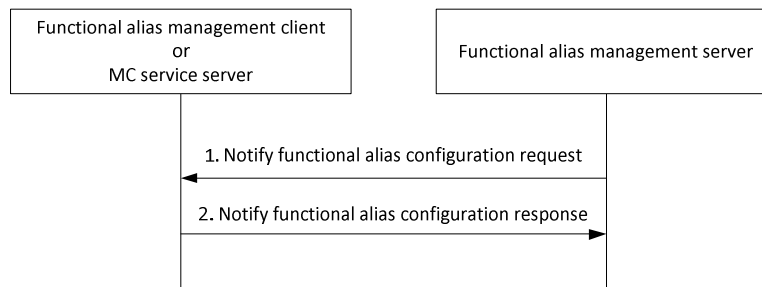 Functional alias management client
or
MC service server
Functional alias management server
1. Notify functional alias configuration request
2. Notify functional alias configuration response